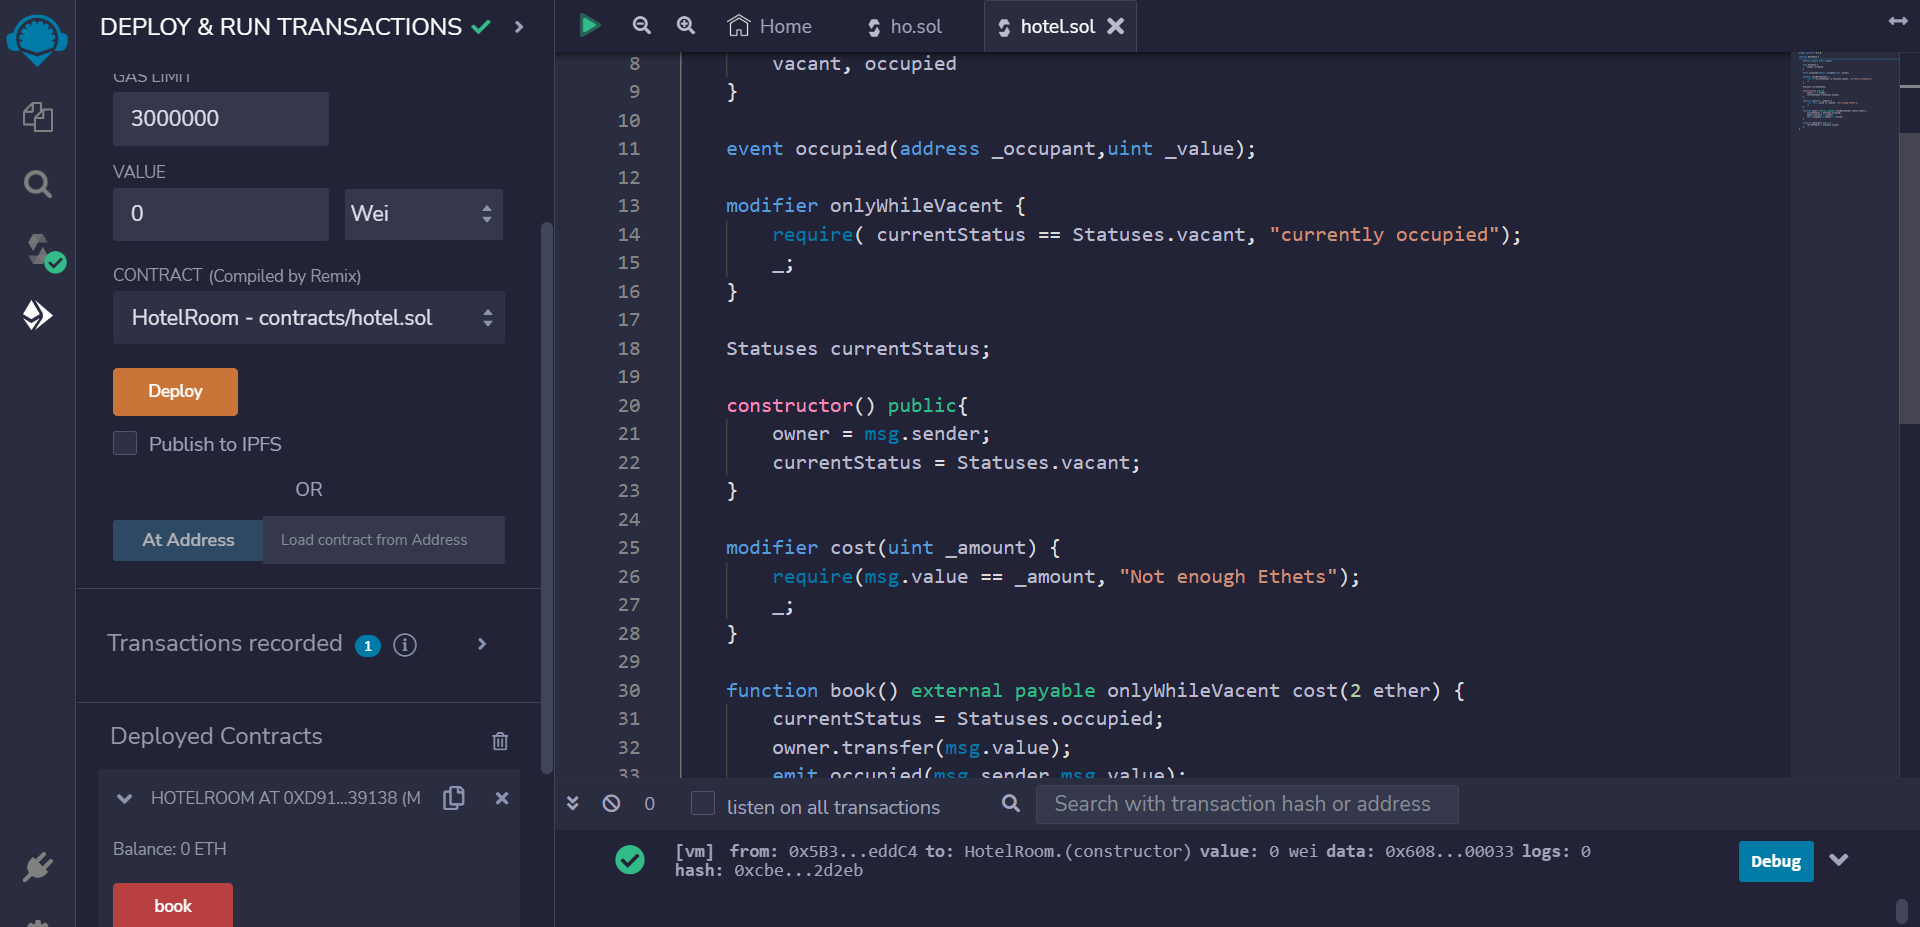 DEPLOY & RUN TRANSACTIONS
GAS LIMIT
3000000
VALUE
0
Wei
CONTRACT (Compiled by Remix)
HotelRoom - contracts/hotel.sol
Deploy
Publish to IPFS
OR
At Address
Load contract from Address
Transactions recorded 1 i
Deployed Contracts
HOTELROOM AT 0XD91...39138 (M
Balance: 0 ETH
book
Home
ho.sol
hotel.sol
8 vacant, occupied
9 }
10
11 event occupied(address _occupant,uint _value);
12
13 modifier onlyWhileVacent {
14 require( currentStatus == Statuses.vacant, "currently occupied");
15 _;
16 }
17
18 Statuses currentStatus;
19
20 constructor() public{
21 owner = msg.sender;
22 currentStatus = Statuses.vacant;
23 }
24
25 modifier cost(uint _amount) {
26 require(msg.value == _amount, "Not enough Ethets");
27 _;
28 }
29
30 function book() external payable onlyWhileVacent cost(2 ether) {
31 currentStatus = Statuses.occupied;
32 owner.transfer(msg.value);
33 emit occupied(msg.sender,msg.value);
0
listen on all transactions
Search with transaction hash or address
[vm] from: 0x5B3...eddC4 to: HotelRoom.(constructor) value: 0 wei data: 0x608...00033 logs: 0
hash: 0xcbe...2d2eb
Debug